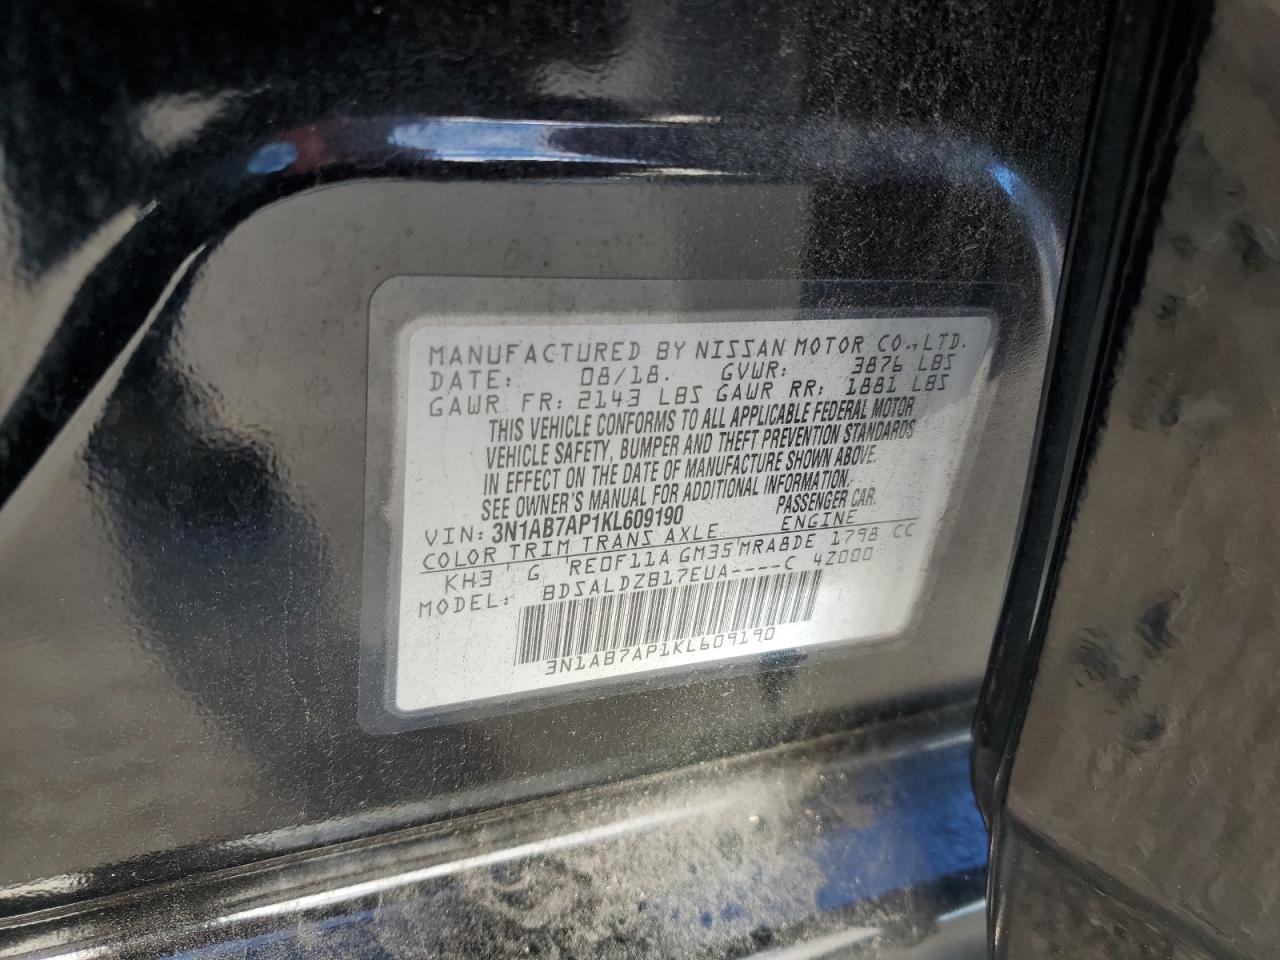 MANUFACTURED BY NISSAN MOTOR CO.,LTD.
DATE: 08/18. GVWR: 3876 LBS
GAWR FR: 2143 LBS GAWR RR: 1881 LBS
THIS VEHICLE CONFORMS TO ALL APPLICABLE FEDERAL MOTOR
VEHICLE SAFETY, BUMPER AND THEFT PREVENTION STANDARDS
IN EFFECT ON THE DATE OF MANUFACTURE SHOWN ABOVE.
SEE OWNER'S MANUAL FOR ADDITIONAL INFORMATION.
VIN: 3N1AB7AP1KL609190 PASSENGER CAR.
COLOR TRIM TRANS AXLE ENGINE
KH3 G RE0F11A GM35 MRA8DE 1798 CC
MODEL: BDSALDZB17EUA----C 4Z000
3N1AB7AP1KL609190